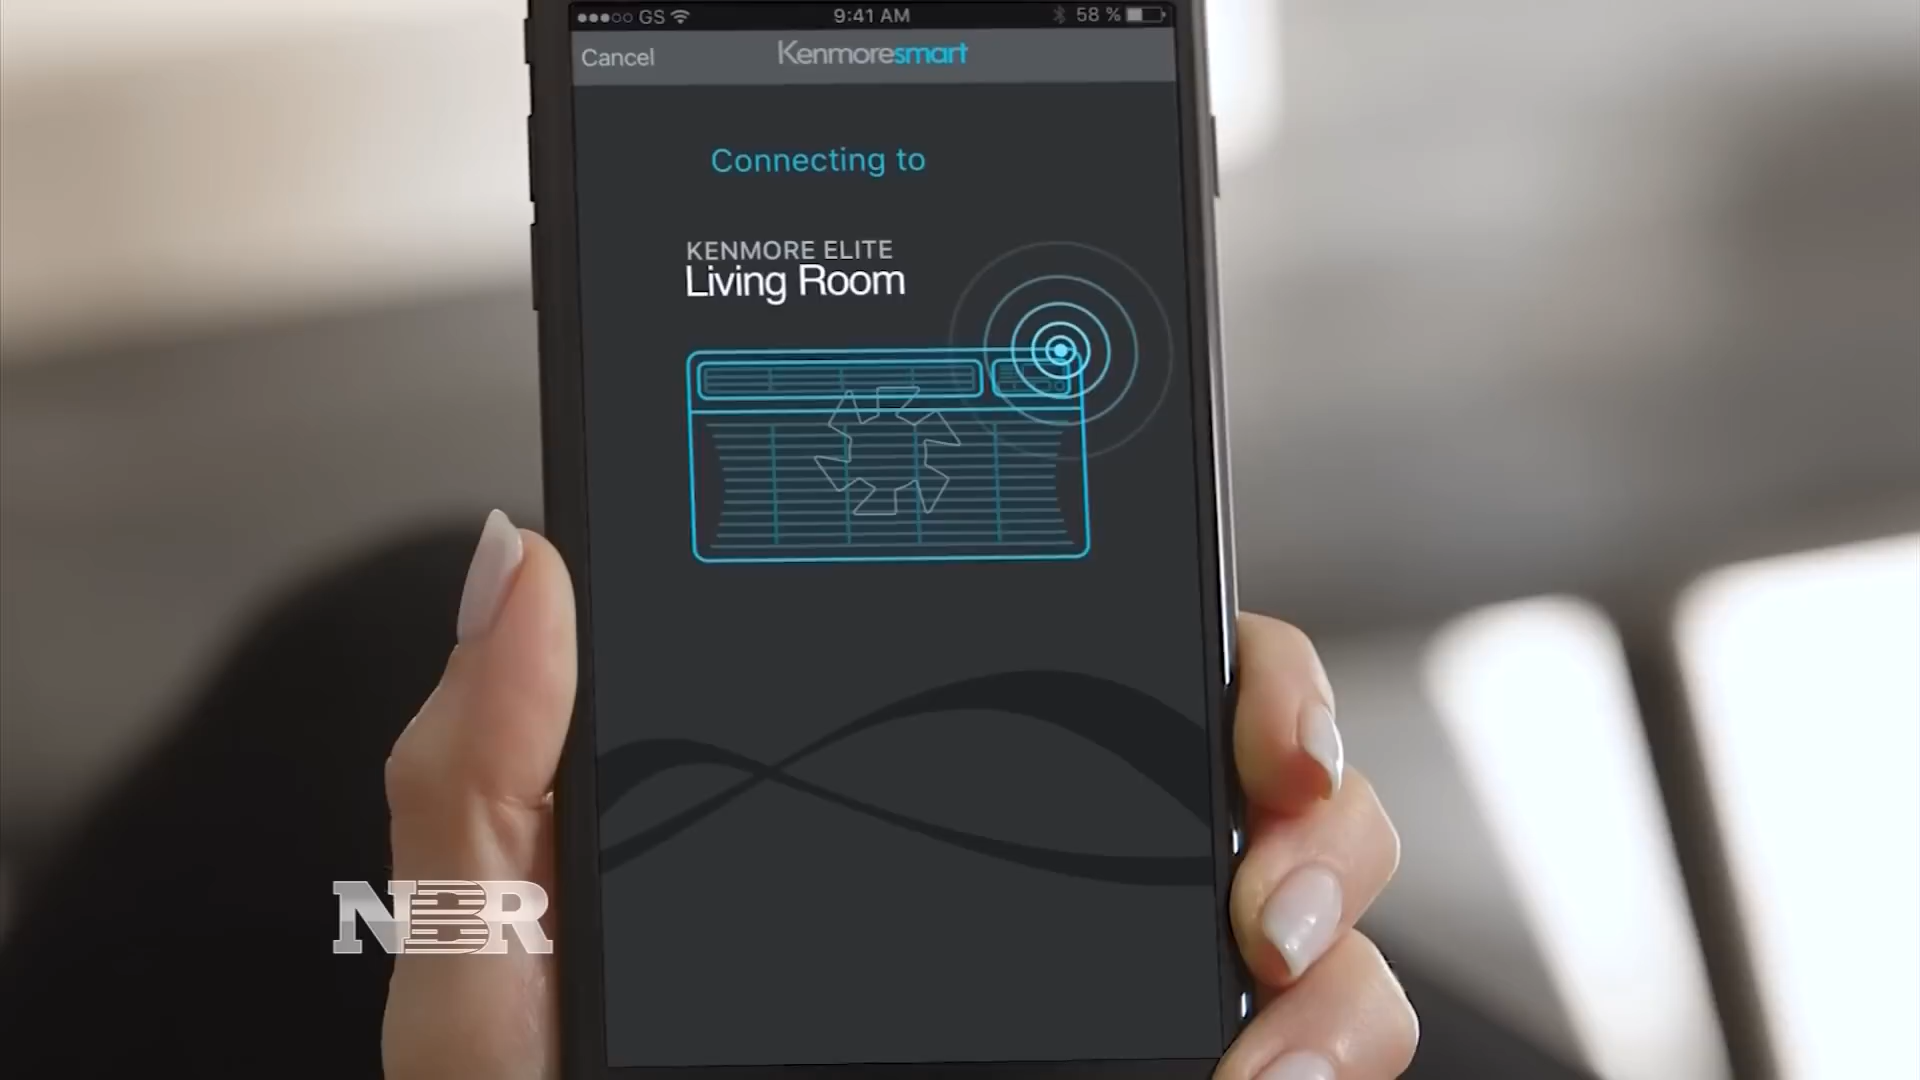 GS 9:41 AM 58 %
Cancel Kenmoresmart
Connecting to
KENMORE ELITE
Living Room
NBR